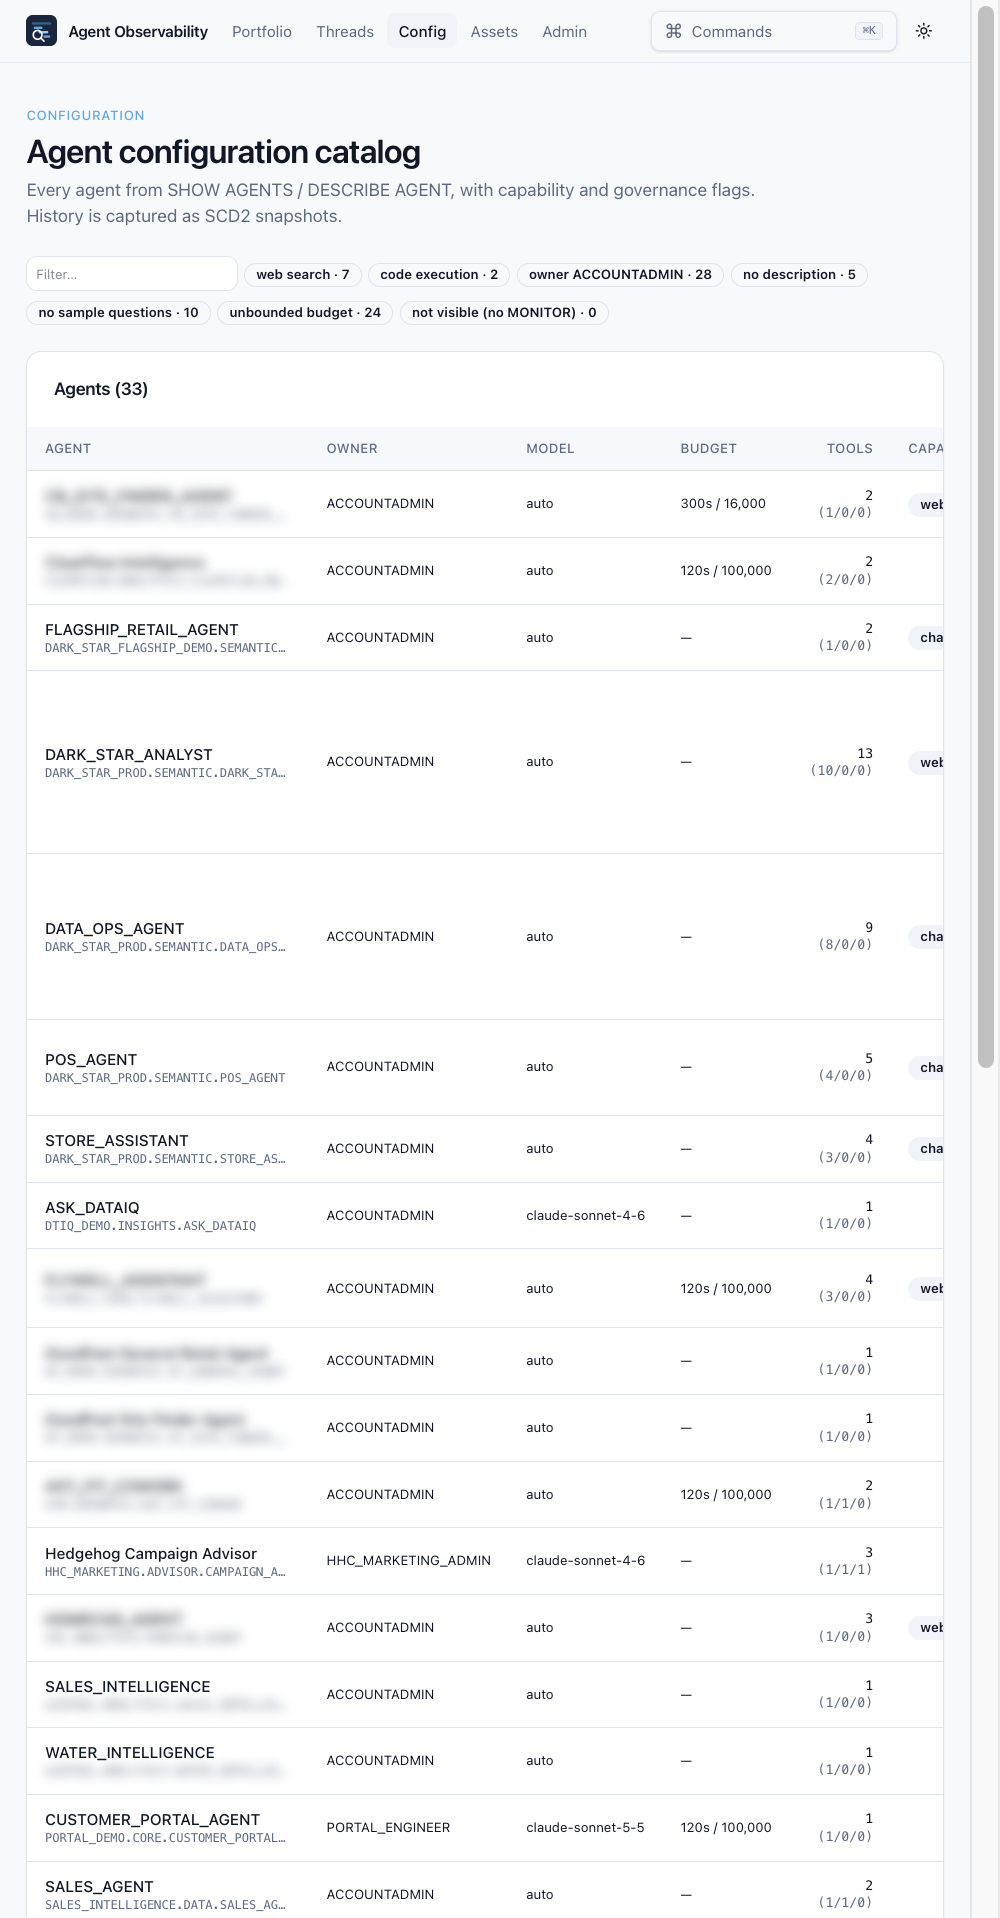 Agent Observability Portfolio Threads Config Assets Admin ⌘ Commands ⌘K
CONFIGURATION
Agent configuration catalog
Every agent from SHOW AGENTS / DESCRIBE AGENT, with capability and governance flags.
History is captured as SCD2 snapshots.
Filter... web search · 7 code execution · 2 owner ACCOUNTADMIN · 28 no description · 5
no sample questions · 10 unbounded budget · 24 not visible (no MONITOR) · 0
Agents (33)
AGENT OWNER MODEL BUDGET TOOLS CAPA
ACCOUNTADMIN auto 300s / 16,000 2 web
(1/0/0)
ACCOUNTADMIN auto 120s / 100,000 2
(2/0/0)
FLAGSHIP_RETAIL_AGENT ACCOUNTADMIN auto — 2 cha
DARK_STAR_FLAGSHIP_DEMO.SEMANTIC… (1/0/0)
DARK_STAR_ANALYST ACCOUNTADMIN auto — 13 web
DARK_STAR_PROD.SEMANTIC.DARK_STA… (10/0/0)
DATA_OPS_AGENT ACCOUNTADMIN auto — 9 cha
DARK_STAR_PROD.SEMANTIC.DATA_OPS… (8/0/0)
POS_AGENT ACCOUNTADMIN auto — 5 cha
DARK_STAR_PROD.SEMANTIC.POS_AGENT (4/0/0)
STORE_ASSISTANT ACCOUNTADMIN auto — 4 cha
DARK_STAR_PROD.SEMANTIC.STORE_AS… (3/0/0)
ASK_DATAIQ ACCOUNTADMIN claude-sonnet-4-6 — 1
DTIQ_DEMO.INSIGHTS.ASK_DATAIQ (1/0/0)
ACCOUNTADMIN auto 120s / 100,000 4 web
(3/0/0)
ACCOUNTADMIN auto — 1
(1/0/0)
ACCOUNTADMIN auto — 1
(1/0/0)
ACCOUNTADMIN auto 120s / 100,000 2
(1/1/0)
Hedgehog Campaign Advisor HHC_MARKETING_ADMIN claude-sonnet-4-6 — 3
HHC_MARKETING.ADVISOR.CAMPAIGN_A… (1/1/1)
ACCOUNTADMIN auto — 3 web
(1/0/0)
SALES_INTELLIGENCE ACCOUNTADMIN auto — 1
(1/0/0)
WATER_INTELLIGENCE ACCOUNTADMIN auto — 1
(1/0/0)
CUSTOMER_PORTAL_AGENT PORTAL_ENGINEER claude-sonnet-5-5 120s / 100,000 1
PORTAL_DEMO.CORE.CUSTOMER_PORTAL… (1/0/0)
SALES_AGENT ACCOUNTADMIN auto — 2
SALES_INTELLIGENCE.DATA.SALES_AG… (1/1/0)